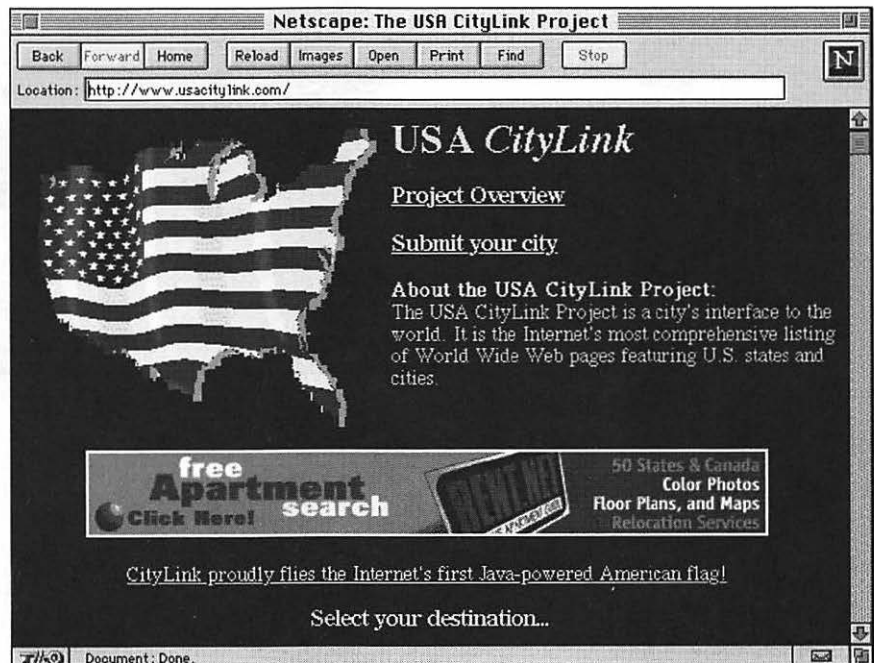 Netscape: The USA CityLink Project
Back Forward Home Reload Images Open Print Find Stop
N
Location: http://www.usacitylink.com/
USA CityLink
Project Overview
Submit your city
About the USA CityLink Project:
The USA CityLink Project is a city's interface to the
world. It is the Internet's most comprehensive listing
of World Wide Web pages featuring U.S. states and
cities.
free
Apartment
search
Click Here!
RENT NET
50 States & Canada
Color Photos
Floor Plans, and Maps
Relocation Services
CityLink proudly flies the Internet's first Java-powered American flag!
Select your destination...
Document: Done.